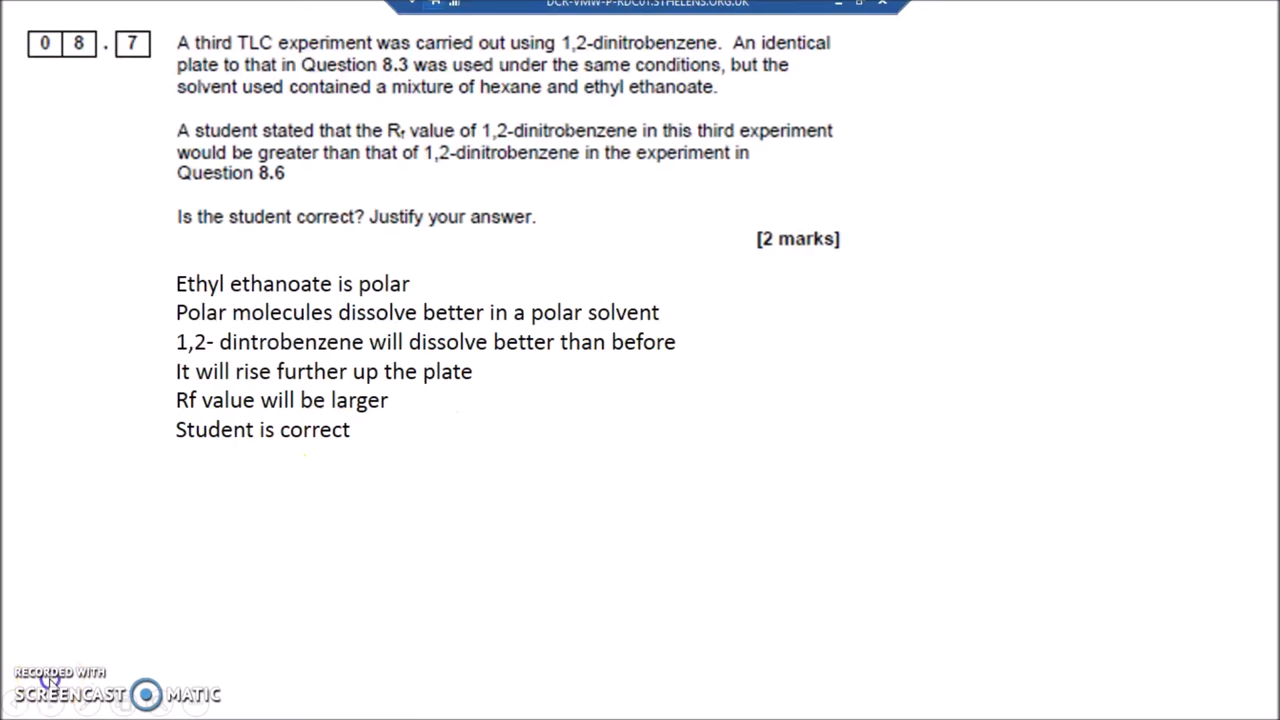 DCR-VMW-P-RDC01.STHELENS.ORG.UK
0 8 . 7 A third TLC experiment was carried out using 1,2-dinitrobenzene. An identical
plate to that in Question 8.3 was used under the same conditions, but the
solvent used contained a mixture of hexane and ethyl ethanoate.
A student stated that the Rf value of 1,2-dinitrobenzene in this third experiment
would be greater than that of 1,2-dinitrobenzene in the experiment in
Question 8.6
Is the student correct? Justify your answer.
[2 marks]
Ethyl ethanoate is polar
Polar molecules dissolve better in a polar solvent
1,2- dintrobenzene will dissolve better than before
It will rise further up the plate
Rf value will be larger
Student is correct
RECORDED WITH
SCREENCAST MATIC